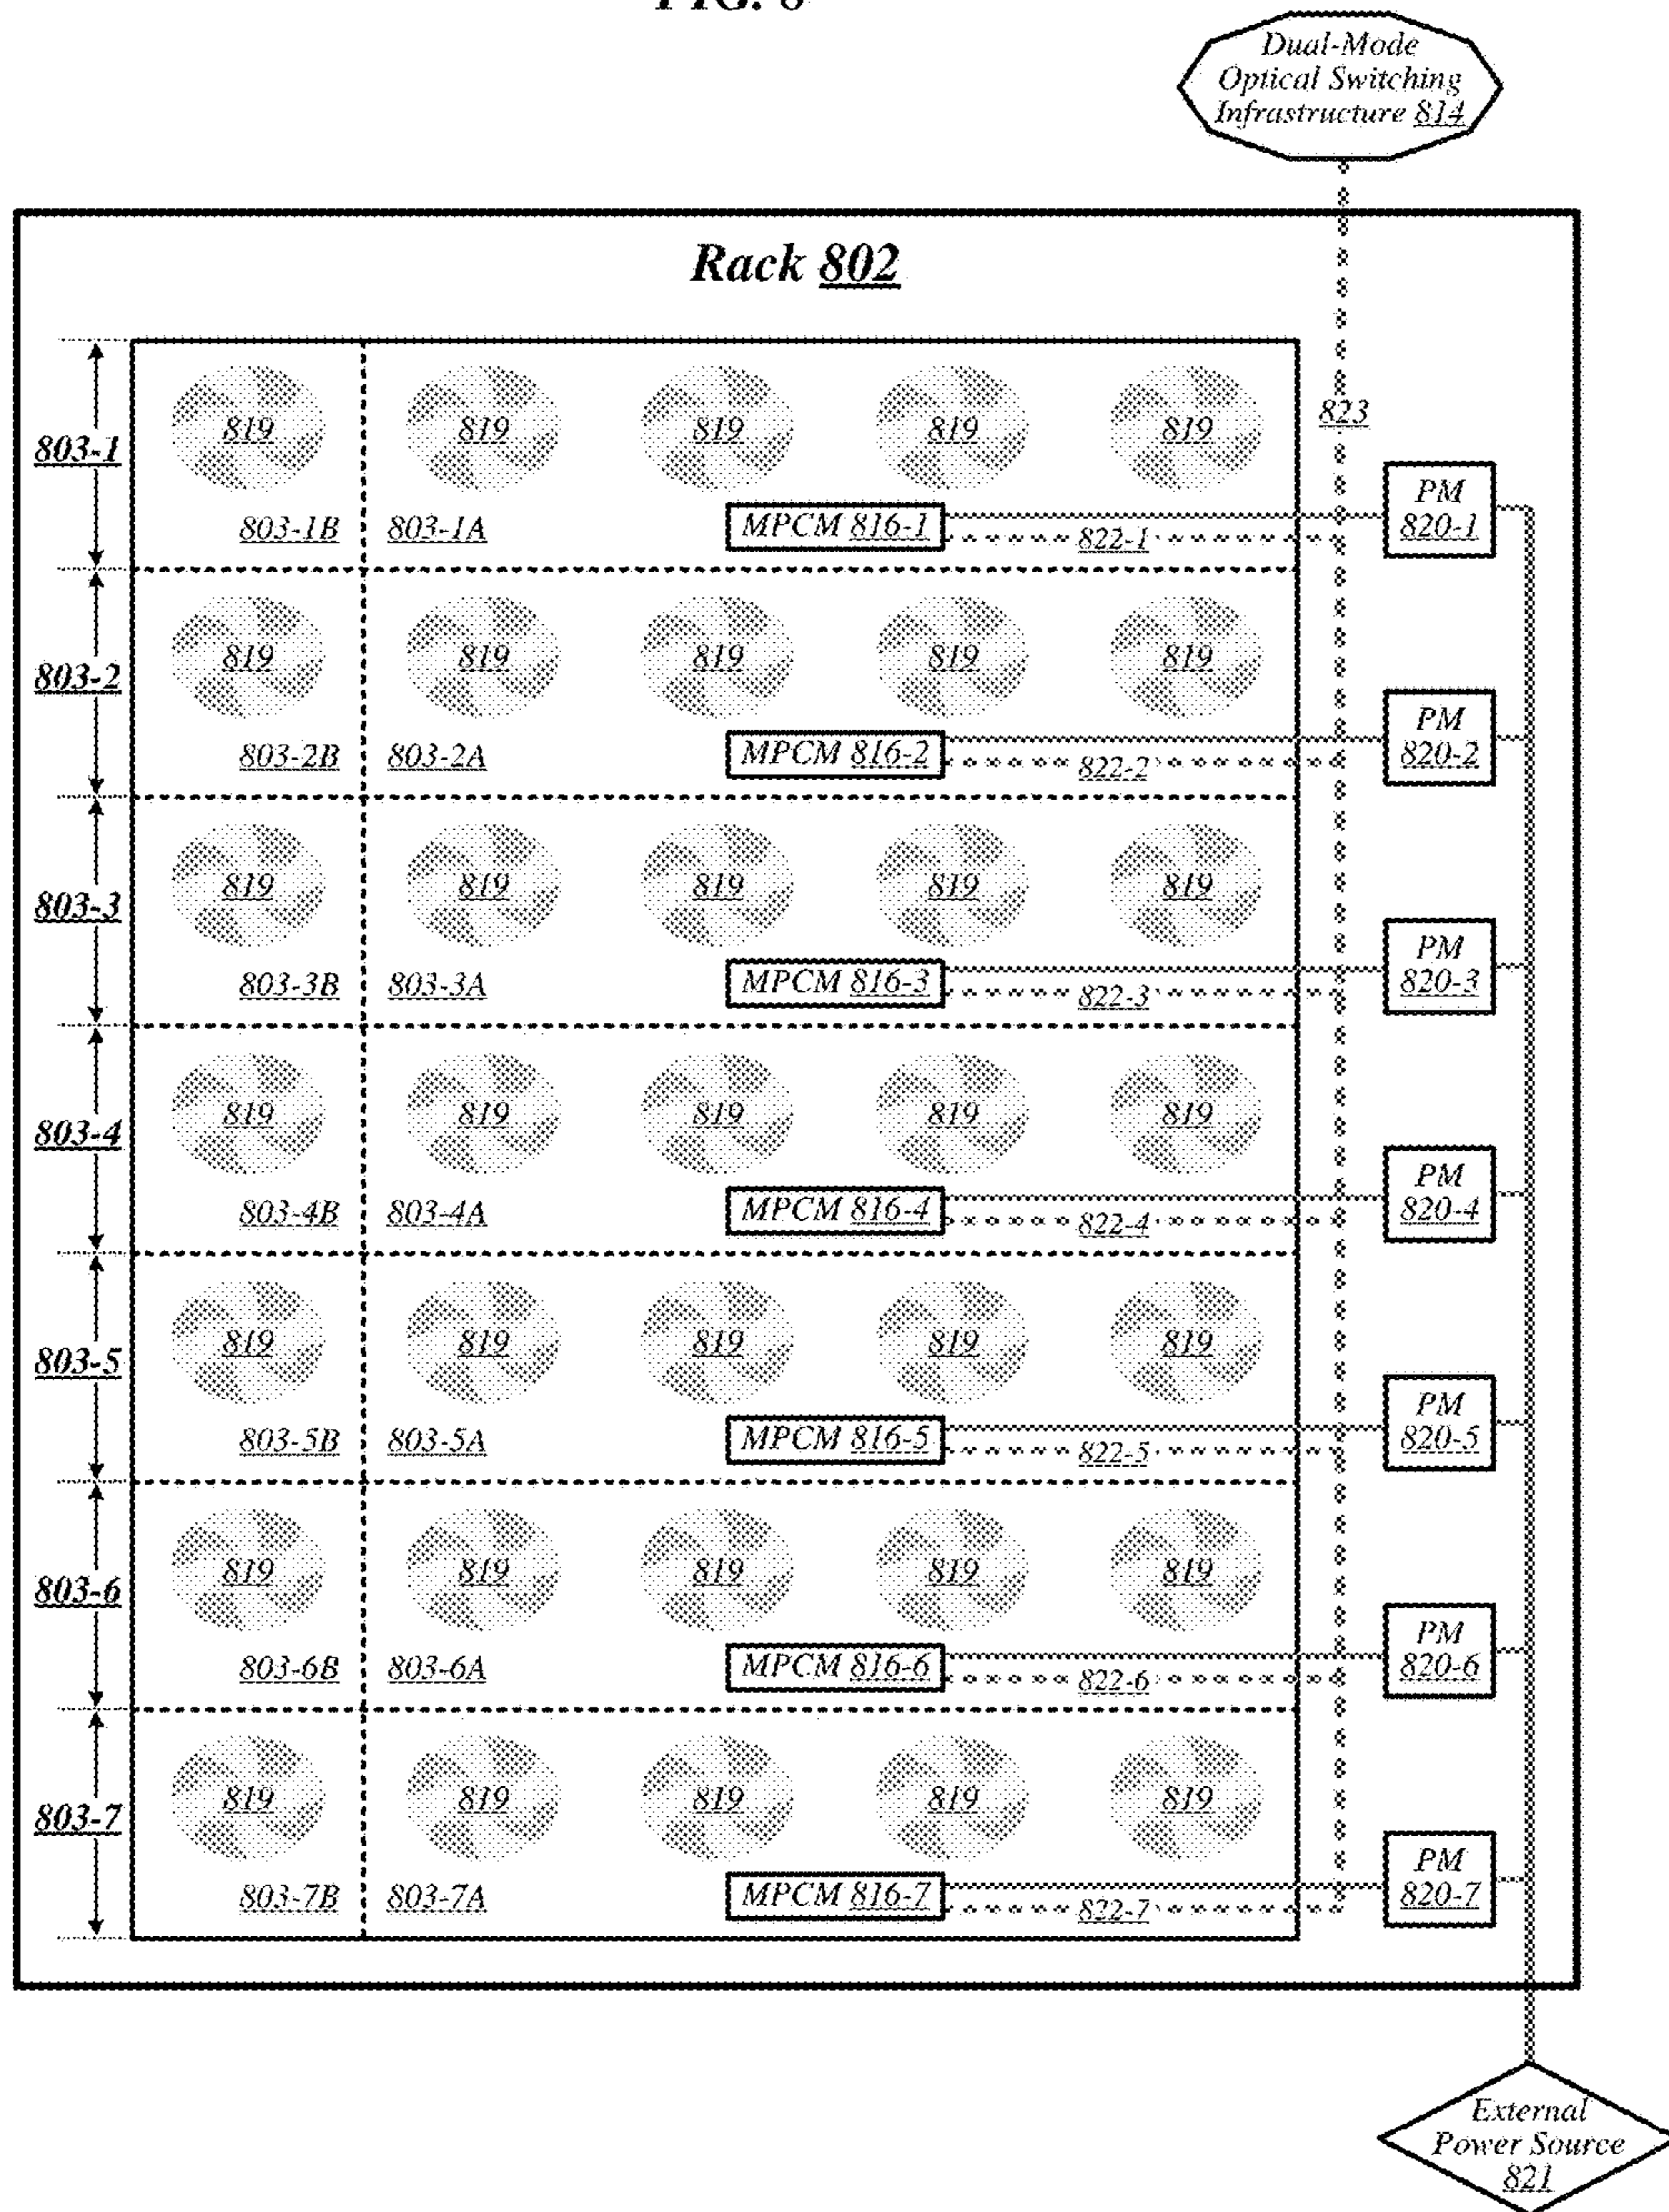 FIG. 8
Dual-Mode
Optical Switching
Infrastructure 814
Rack 802
823
803-1
819 819 819 819 819
803-1B 803-1A
MPCM 816-1
822-1
PM
820-1
803-2
819 819 819 819 819
803-2B 803-2A
MPCM 816-2
822-2
PM
820-2
803-3
819 819 819 819 819
803-3B 803-3A
MPCM 816-3
822-3
PM
820-3
803-4
819 819 819 819 819
803-4B 803-4A
MPCM 816-4
822-4
PM
820-4
803-5
819 819 819 819 819
803-5B 803-5A
MPCM 816-5
822-5
PM
820-5
803-6
819 819 819 819 819
803-6B 803-6A
MPCM 816-6
822-6
PM
820-6
803-7
819 819 819 819 819
803-7B 803-7A
MPCM 816-7
822-7
PM
820-7
External
Power Source
821